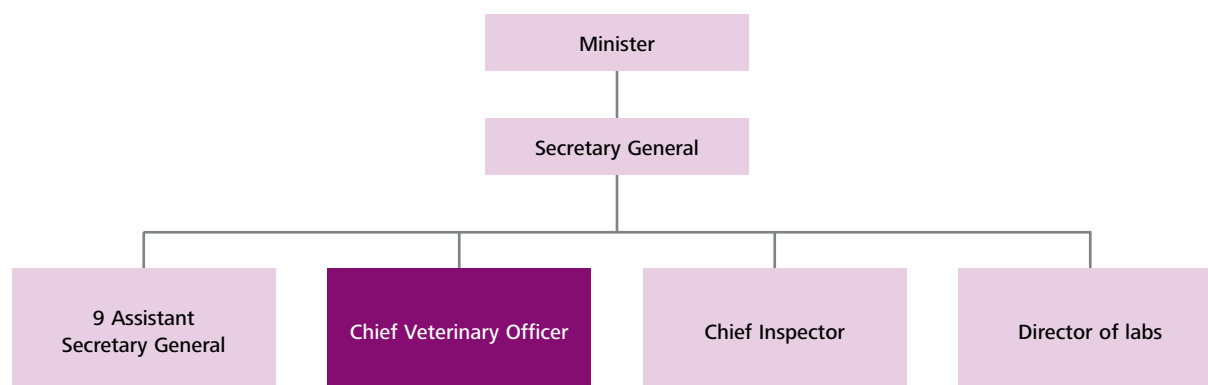 Minister
Secretary General
9 Assistant
Secretary General
Chief Veterinary Officer
Chief Inspector
Director of labs